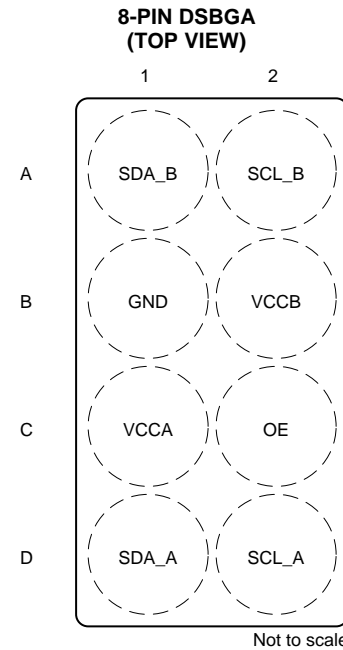 8-PIN DSBGA
(TOP VIEW)
1 2
A SDA_B SCL_B
B GND VCCB
C VCCA OE
D SDA_A SCL_A
Not to scale